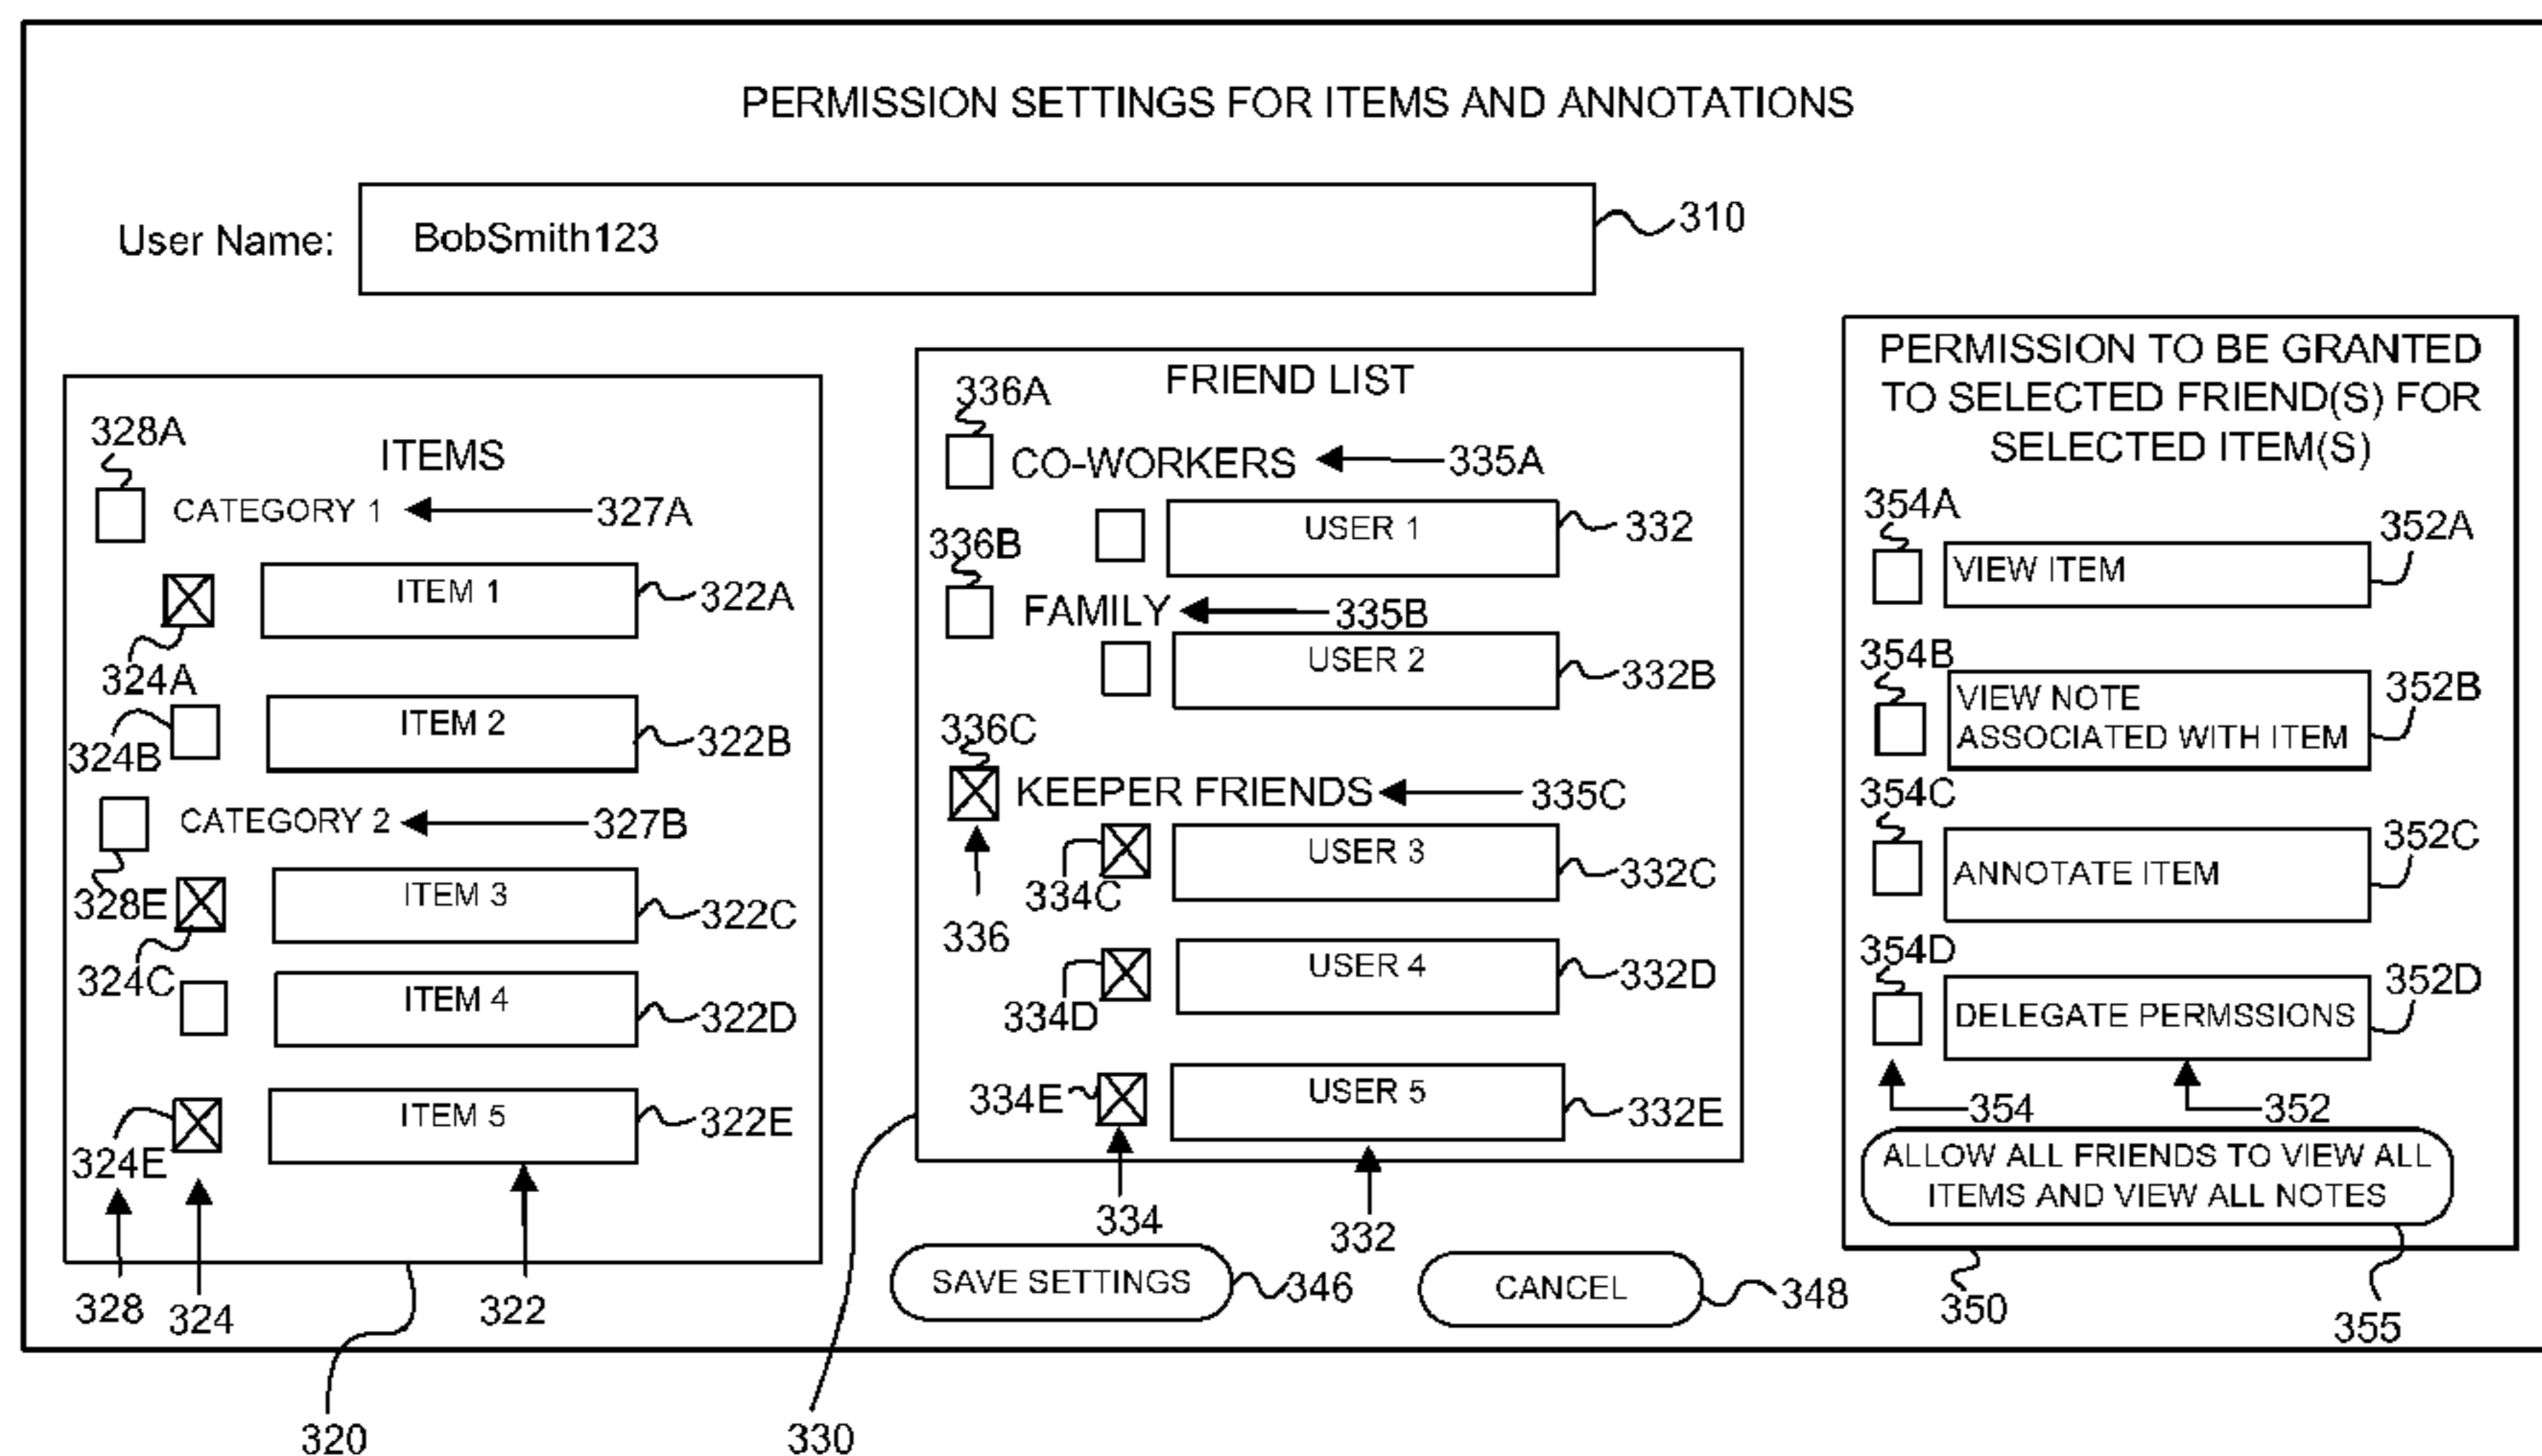 PERMISSION SETTINGS FOR ITEMS AND ANNOTATIONS
User Name:
BobSmith123
310
ITEMS
328A
CATEGORY 1
327A
ITEM 1
322A
324A
ITEM 2
322B
324B
CATEGORY 2
327B
328E
ITEM 3
322C
324C
ITEM 4
322D
ITEM 5
322E
324E
328
324
322
320
FRIEND LIST
336A
CO-WORKERS
335A
USER 1
332
336B
FAMILY
335B
USER 2
332B
336C
KEEPER FRIENDS
335C
USER 3
332C
334C
336
USER 4
332D
334D
USER 5
332E
334E
334
332
330
SAVE SETTINGS
346
CANCEL
348
PERMISSION TO BE GRANTED
TO SELECTED FRIEND(S) FOR
SELECTED ITEM(S)
354A
VIEW ITEM
352A
354B
VIEW NOTE
ASSOCIATED WITH ITEM
352B
354C
ANNOTATE ITEM
352C
354D
DELEGATE PERMSSIONS
352D
354
352
ALLOW ALL FRIENDS TO VIEW ALL
ITEMS AND VIEW ALL NOTES
350
355